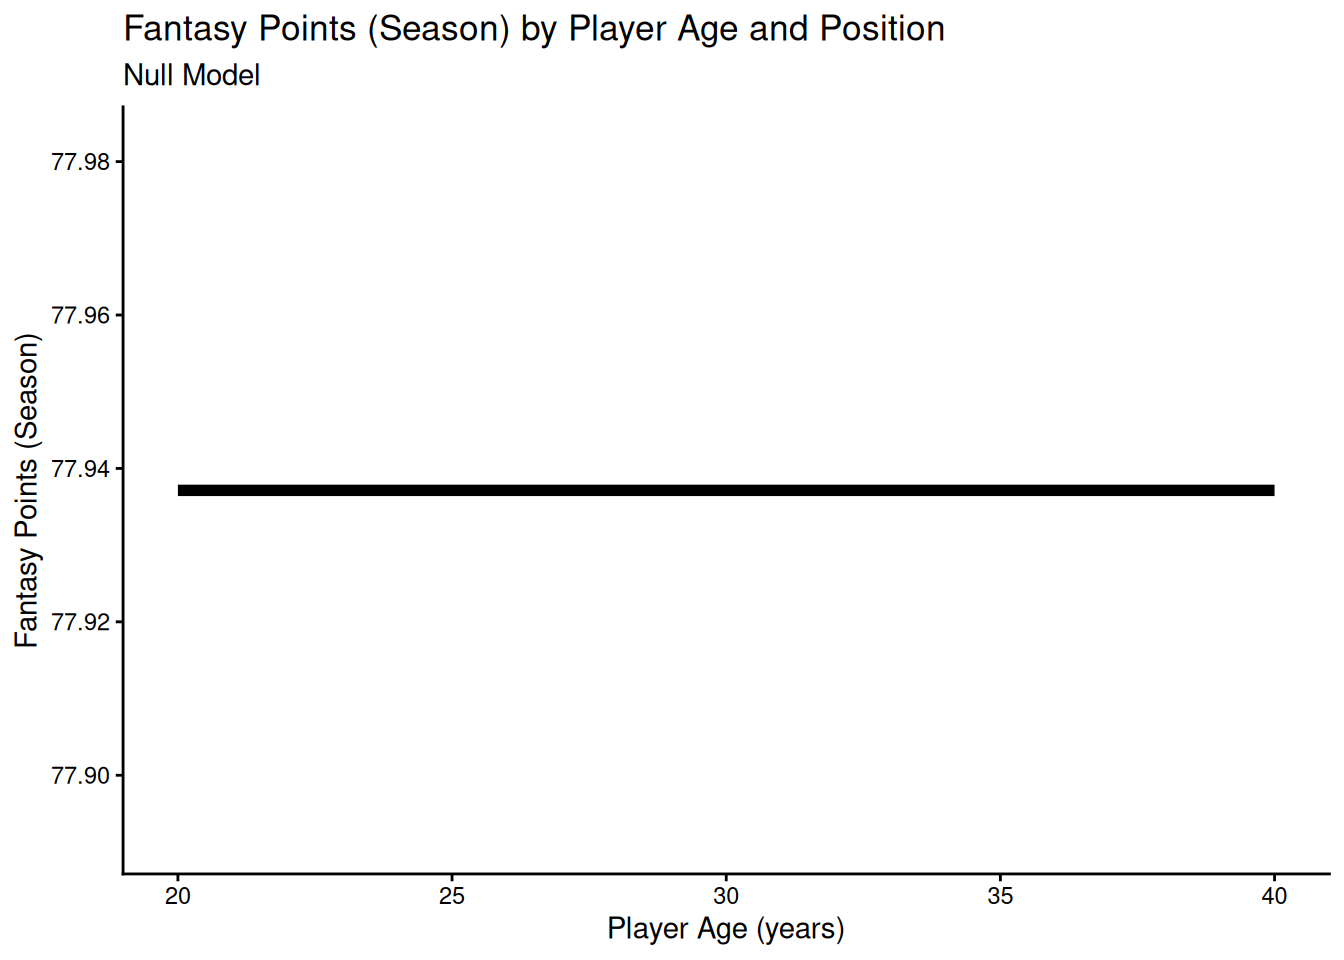 Fantasy Points (Season) by Player Age and Position
Null Model
Fantasy Points (Season)
77.98
77.96
77.94
77.92
77.90
20 25 30 35 40
Player Age (years)